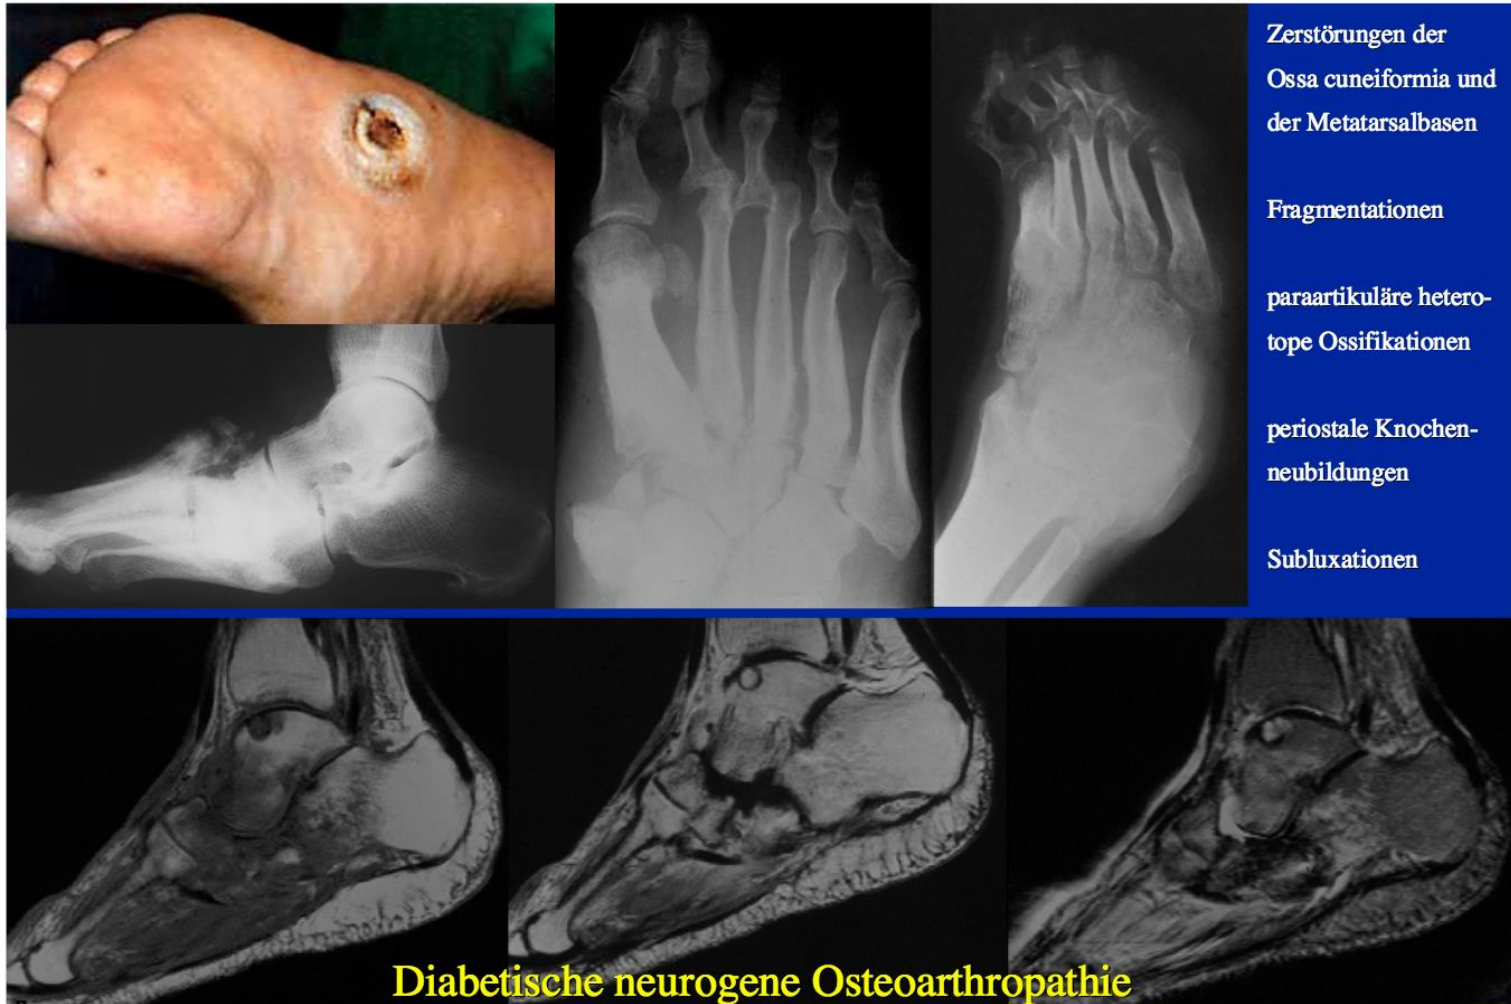 Zerstörungen der
Ossa cuneiformia und
der Metatarsalbasen
Fragmentationen
paraartikuläre hetero-
tope Ossifikationen
periostale Knochen-
neubildungen
Subluxationen
Diabetische neurogene Osteoarthropathie